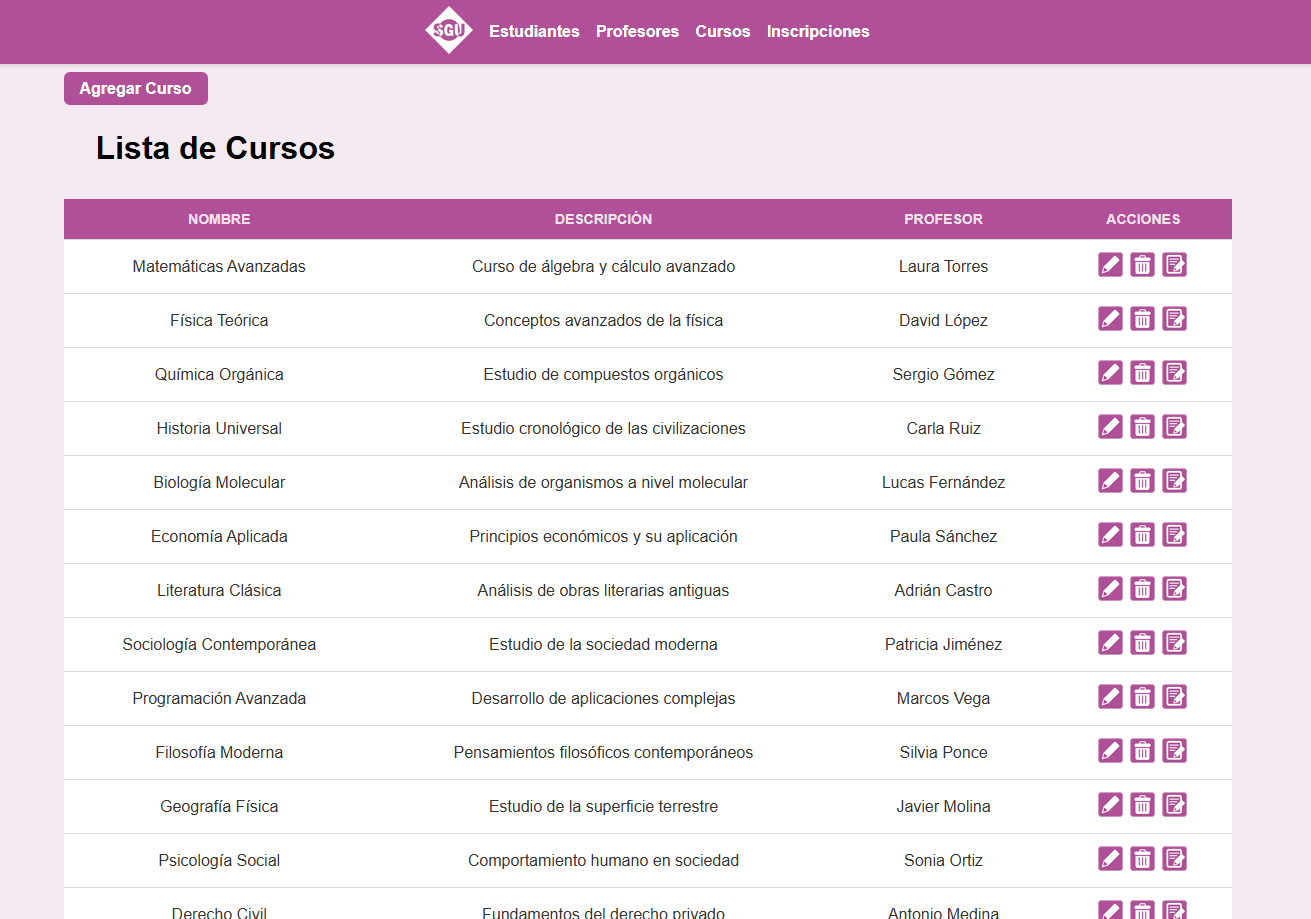 SGU Estudiantes Profesores Cursos Inscripciones
Agregar Curso
Lista de Cursos
NOMBRE DESCRIPCIÓN PROFESOR ACCIONES
Matemáticas Avanzadas Curso de álgebra y cálculo avanzado Laura Torres
Física Teórica Conceptos avanzados de la física David López
Química Orgánica Estudio de compuestos orgánicos Sergio Gómez
Historia Universal Estudio cronológico de las civilizaciones Carla Ruiz
Biología Molecular Análisis de organismos a nivel molecular Lucas Fernández
Economía Aplicada Principios económicos y su aplicación Paula Sánchez
Literatura Clásica Análisis de obras literarias antiguas Adrián Castro
Sociología Contemporánea Estudio de la sociedad moderna Patricia Jiménez
Programación Avanzada Desarrollo de aplicaciones complejas Marcos Vega
Filosofía Moderna Pensamientos filosóficos contemporáneos Silvia Ponce
Geografía Física Estudio de la superficie terrestre Javier Molina
Psicología Social Comportamiento humano en sociedad Sonia Ortiz
Derecho Civil Fundamentos del derecho privado Antonio Medina